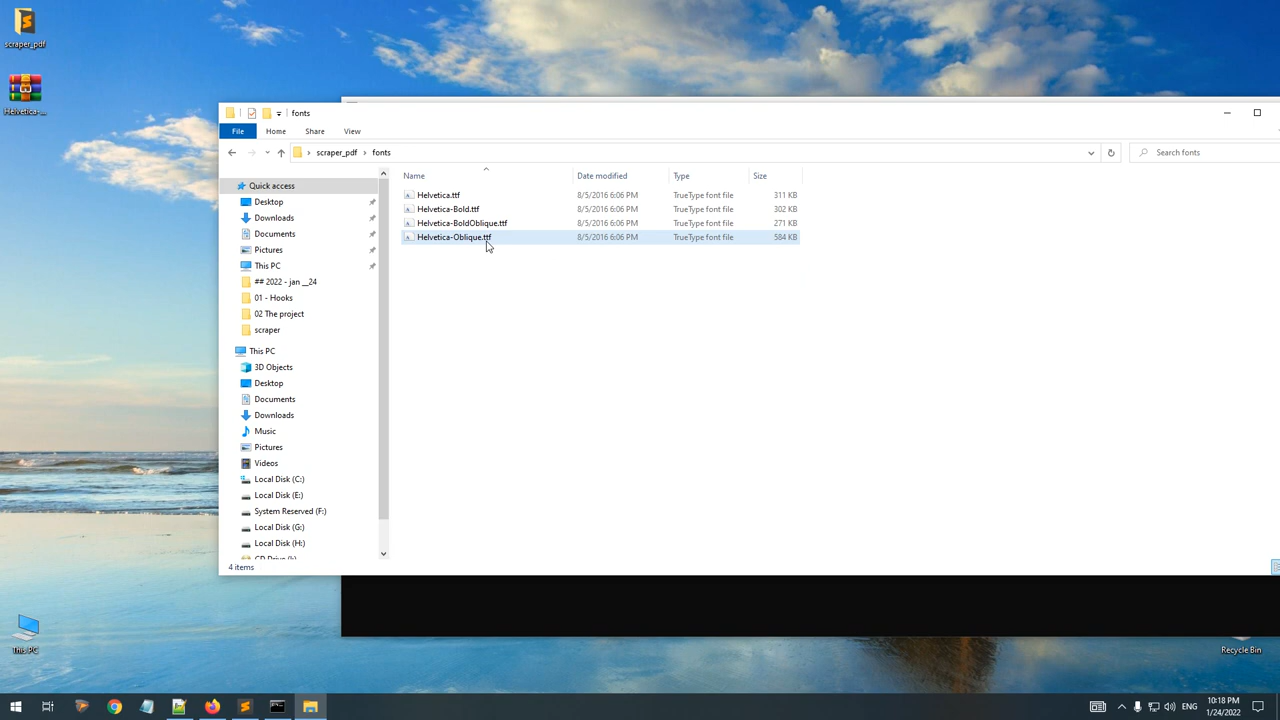 scraper_pdf
Helvetica-...
fonts
File Home Share View
scraper_pdf fonts
Search fonts
Name Date modified Type Size
Quick access
Desktop
Downloads
Documents
Pictures
This PC
## 2022 - jan __24
01 - Hooks
02 The project
scraper
This PC
3D Objects
Desktop
Documents
Downloads
Music
Pictures
Videos
Local Disk (C:)
Local Disk (E:)
System Reserved (F:)
Local Disk (G:)
Local Disk (H:)
Helvetica.ttf 8/5/2016 6:06 PM TrueType font file 311 KB
Helvetica-Bold.ttf 8/5/2016 6:06 PM TrueType font file 302 KB
Helvetica-BoldOblique.ttf 8/5/2016 6:06 PM TrueType font file 271 KB
Helvetica-Oblique.ttf 8/5/2016 6:06 PM TrueType font file 584 KB
4 items
This PC
Recycle Bin
ENG
10:18 PM
1/24/2022